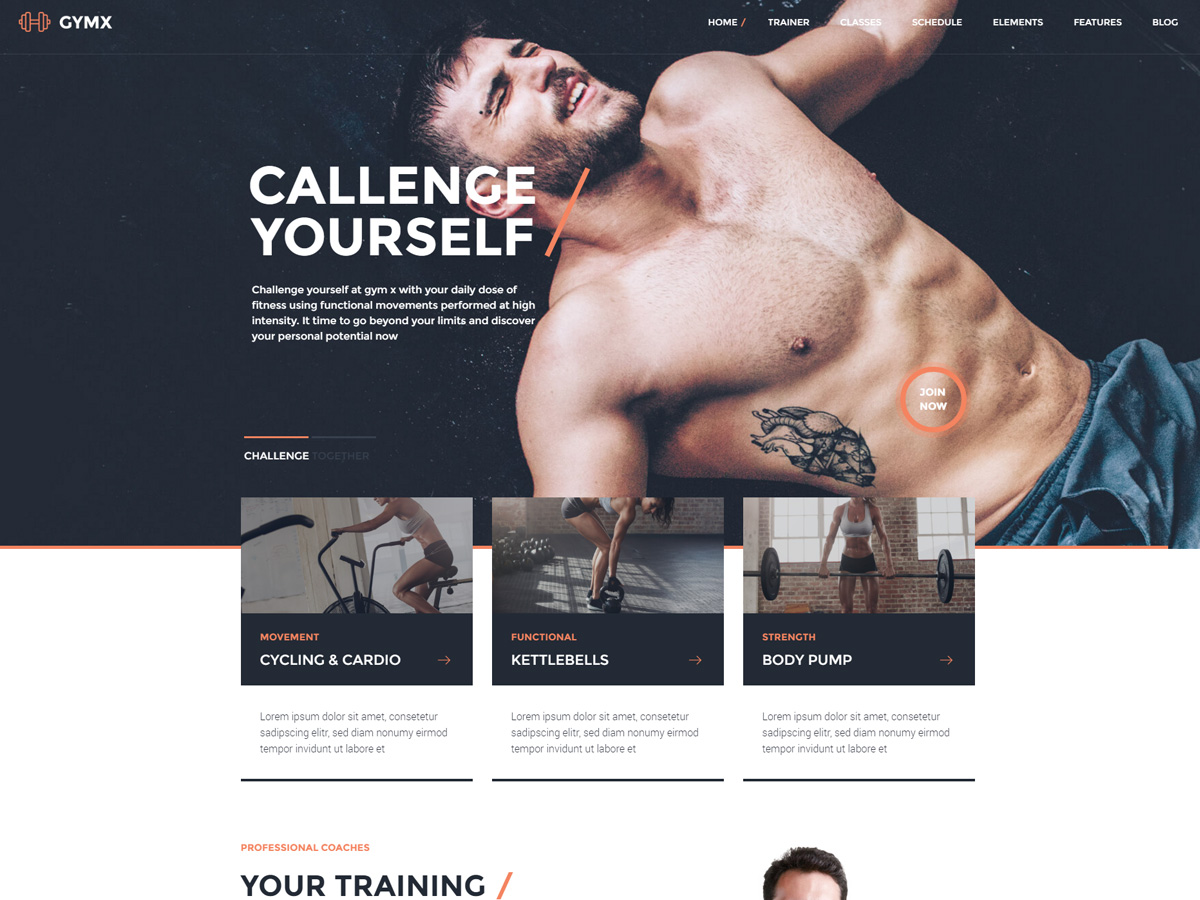 GYMX
HOME / TRAINER CLASSES SCHEDULE ELEMENTS FEATURES BLOG
CALLENGE
YOURSELF /
Challenge yourself at gym x with your daily dose of
fitness using functional movements performed at high
intensity. It time to go beyond your limits and discover
your personal potential now
JOIN
NOW
CHALLENGE TOGETHER
MOVEMENT
CYCLING & CARDIO
FUNCTIONAL
KETTLEBELLS
STRENGTH
BODY PUMP
Lorem ipsum dolor sit amet, consetetur
sadipscing elitr, sed diam nonumy eirmod
tempor invidunt ut labore et
Lorem ipsum dolor sit amet, consetetur
sadipscing elitr, sed diam nonumy eirmod
tempor invidunt ut labore et
Lorem ipsum dolor sit amet, consetetur
sadipscing elitr, sed diam nonumy eirmod
tempor invidunt ut labore et
PROFESSIONAL COACHES
YOUR TRAINING /